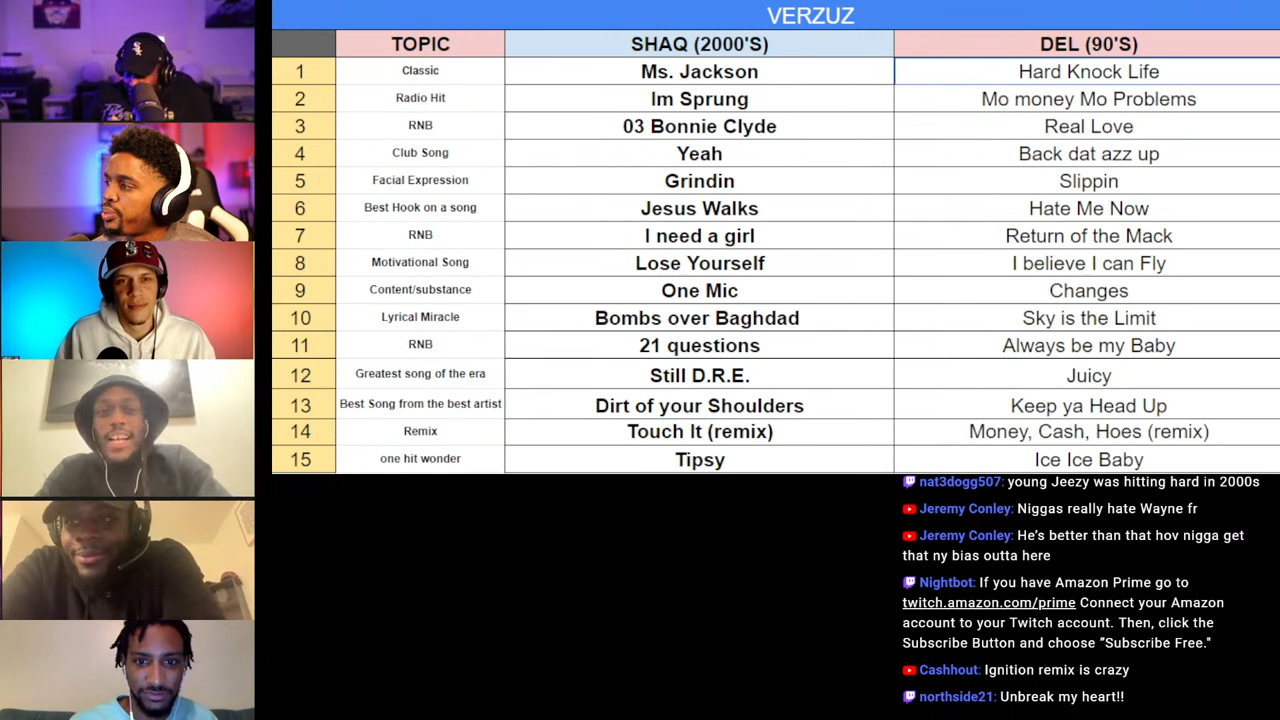 VERZUZ
TOPIC SHAQ (2000'S) DEL (90'S)
1 Classic Ms. Jackson Hard Knock Life
2 Radio Hit Im Sprung Mo money Mo Problems
3 RNB 03 Bonnie Clyde Real Love
4 Club Song Yeah Back dat azz up
5 Facial Expression Grindin Slippin
6 Best Hook on a song Jesus Walks Hate Me Now
7 RNB I need a girl Return of the Mack
8 Motivational Song Lose Yourself I believe I can Fly
9 Content/substance One Mic Changes
10 Lyrical Miracle Bombs over Baghdad Sky is the Limit
11 RNB 21 questions Always be my Baby
12 Greatest song of the era Still D.R.E. Juicy
13 Best Song from the best artist Dirt of your Shoulders Keep ya Head Up
14 Remix Touch It (remix) Money, Cash, Hoes (remix)
15 one hit wonder Tipsy Ice Ice Baby
nat3dogg507: young Jeezy was hitting hard in 2000s
Jeremy Conley: Niggas really hate Wayne fr
Jeremy Conley: He's better than that hov nigga get
that ny bias outta here
Nightbot: If you have Amazon Prime go to
twitch.amazon.com/prime Connect your Amazon
account to your Twitch account. Then, click the
Subscribe Button and choose "Subscribe Free."
Cashhout: Ignition remix is crazy
northside21: Unbreak my heart!!